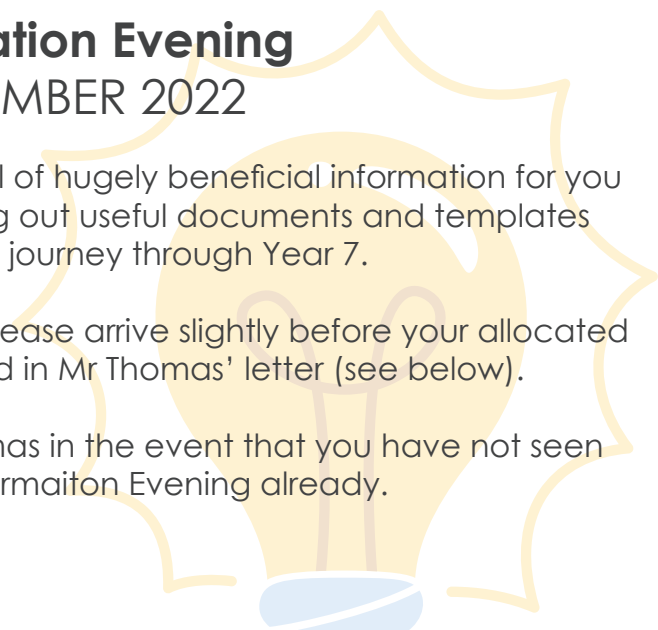 ation Evening
MBER 2022
l of hugely beneficial information for you
g out useful documents and templates
journey through Year 7.
ease arrive slightly before your allocated
d in Mr Thomas’ letter (see below).
nas in the event that you have not seen
rmaiton Evening already.